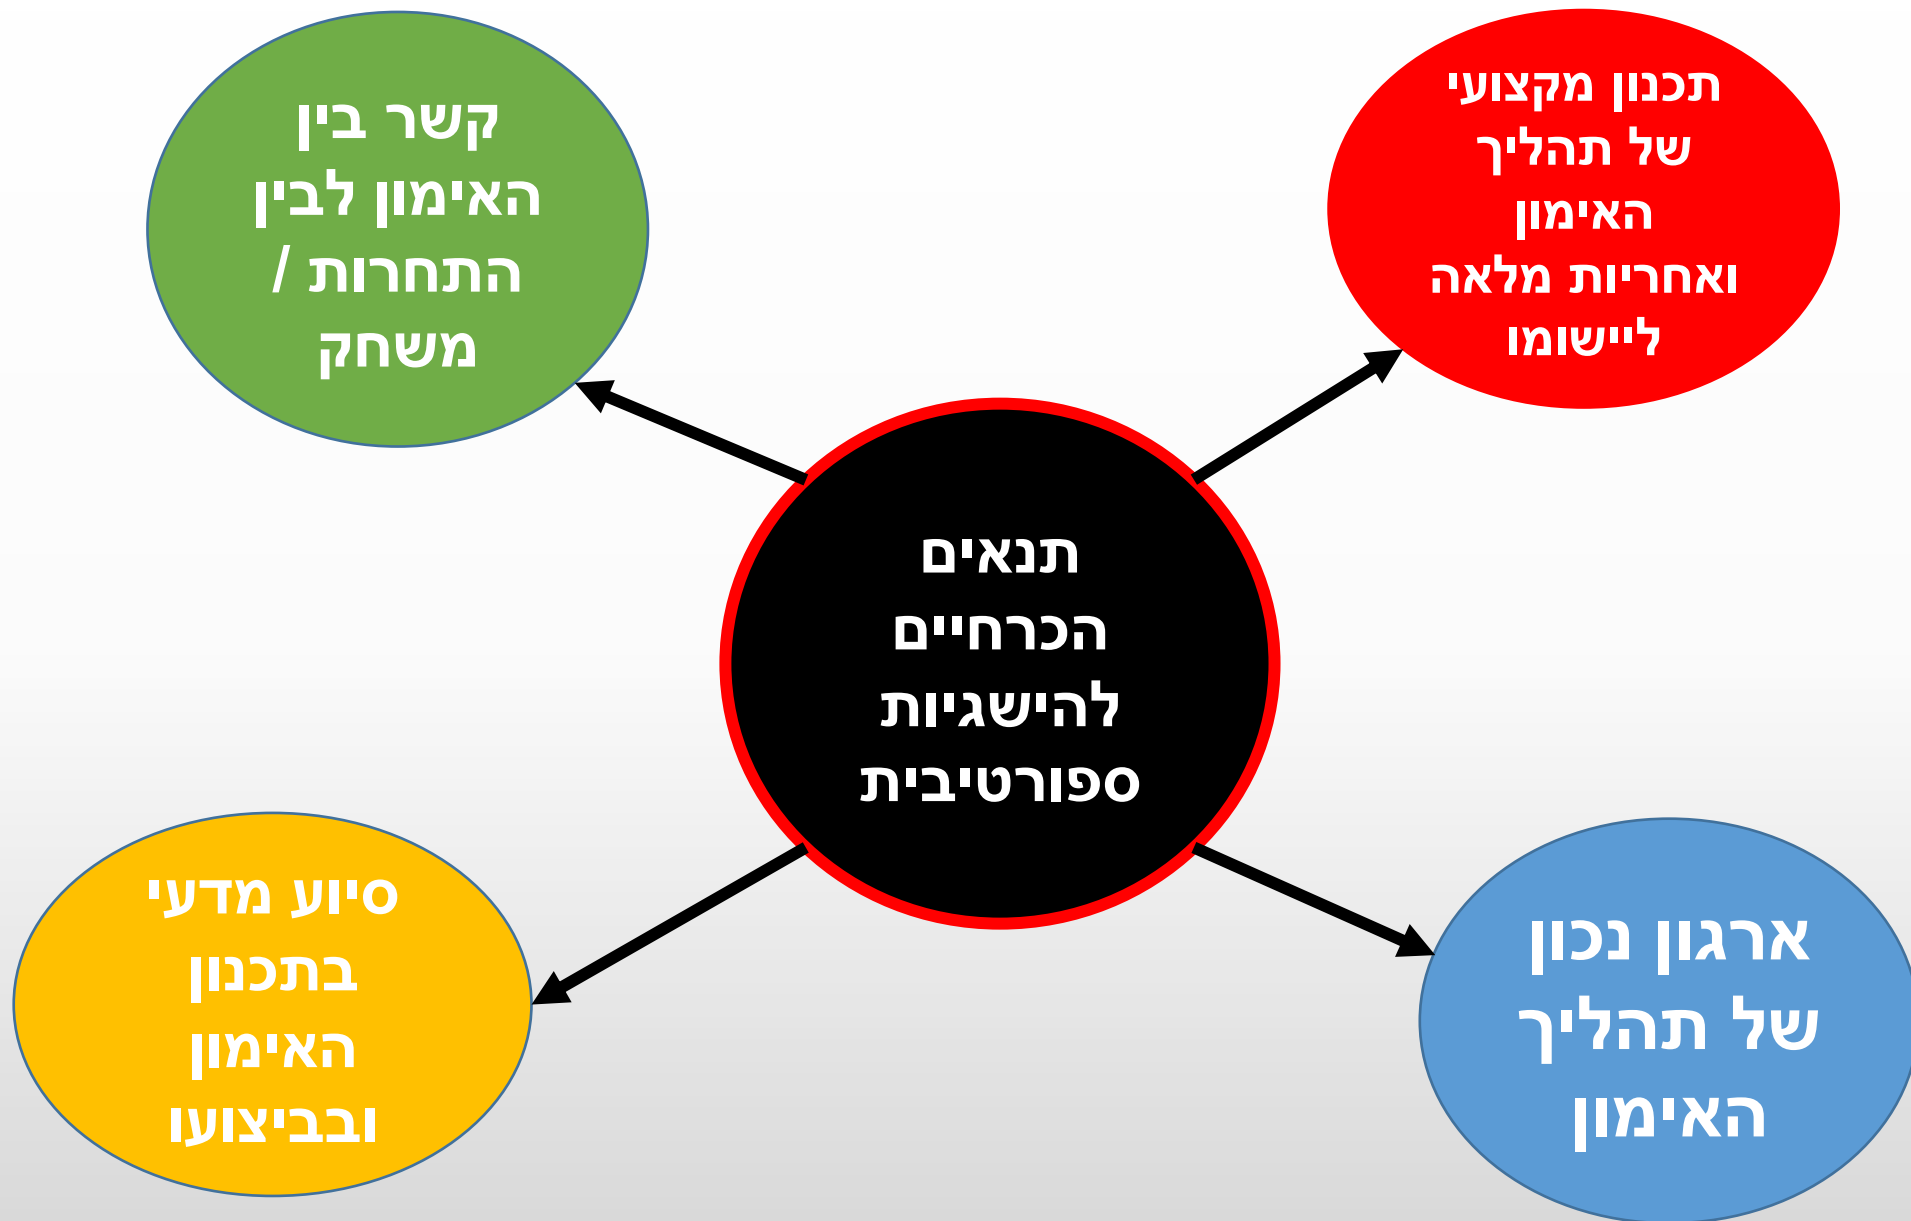 תכנון מקצועי
של תהליך
האימון
ואחריות מלאה
ליישומו
קשר בין
האימון לבין
התחרות /
משחק
תנאים
הכרחיים
להישגיות
ספורטיבית
ארגון נכון
של תהליך
האימון
סיוע מדעי
בתכנון
האימון
ובביצועו